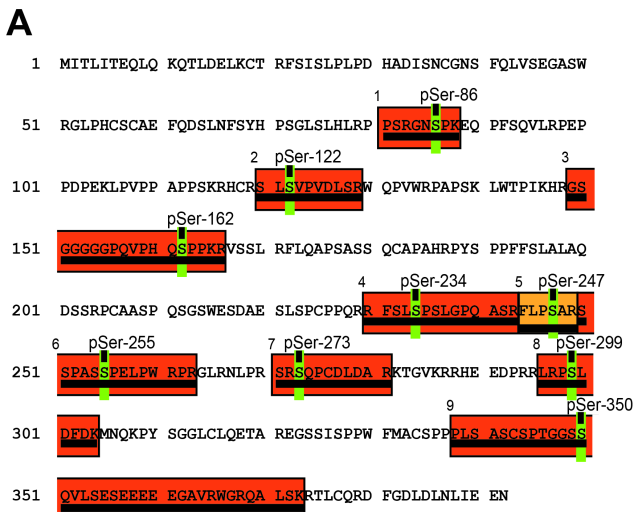 A
1 MITLITEQLQ KQTLDELKCT RFSISLPLPD HADISNCGNS FQLVSEGASW
1 pSer-86
51 RGLPHCSCAE FQDSLNFSYH PSGLSLHLRP PSRGNSPKEQ PFSQVLRPEP
2 pSer-122 3
101 PDPEKLPVPP APPSKRHCRS LSVPVDLSRW QPVWRPAPSK LWTPIKHRGS
pSer-162
151 GGGGGPQVPH QSPPKRVSSL RFLQAPSASS QCAPAHRPYS PPFFSLALAQ
4 pSer-234 5 pSer-247
201 DSSRPCAASP QSGSWESDAE SLSPCPPQRR FSLSPSLGPQ ASRFLPSARS
6 pSer-255 7 pSer-273 8 pSer-299
251 SPASSPELPW RPRGLRNLPR SRSQPCDLDA RKTGVKRRHE EDPRRLRPSL
9 pSer-350
301 DFDKMNQKPY SGGLCLQETA REGSSISPPW FMACSPPPLS ASCSPTGGSS
351 QVLSESEEEE EGAVRWGRQA LSKRTLCQRD FGDLDLNLIE EN